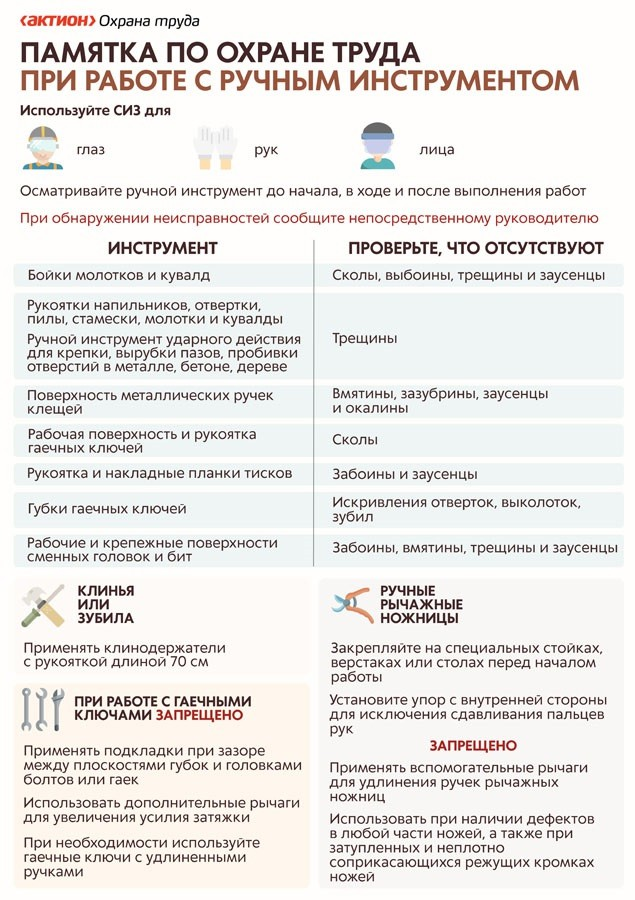 ‹актион› Охрана труда
ПАМЯТКА ПО ОХРАНЕ ТРУДА
ПРИ РАБОТЕ С РУЧНЫМ ИНСТРУМЕНТОМ
Используйте СИЗ для
глаз
рук
лица
Осматривайте ручной инструмент до начала, в ходе и после выполнения работ
При обнаружении неисправностей сообщите непосредственному руководителю
ИНСТРУМЕНТ
ПРОВЕРЬТЕ, ЧТО ОТСУТСТВУЮТ
Бойки молотков и кувалд
Сколы, выбоины, трещины и заусенцы
Рукоятки напильников, отвертки,
пилы, стамески, молотки и кувалды
Ручной инструмент ударного действия
для крепки, вырубки пазов, пробивки
отверстий в металле, бетоне, дереве
Трещины
Поверхность металлических ручек
клещей
Вмятины, зазубрины, заусенцы
и окалины
Рабочая поверхность и рукоятка
гаечных ключей
Сколы
Рукоятка и накладные планки тисков
Забоины и заусенцы
Губки гаечных ключей
Искривления отверток, выколоток,
зубил
Рабочие и крепежные поверхности
сменных головок и бит
Забоины, вмятины, трещины и заусенцы
КЛИНЬЯ
ИЛИ
ЗУБИЛА
Применять клинодержатели
с рукояткой длиной 70 см
ПРИ РАБОТЕ С ГАЕЧНЫМИ
КЛЮЧАМИ ЗАПРЕЩЕНО
Применять подкладки при зазоре
между плоскостями губок и головками
болтов или гаек
Использовать дополнительные рычаги
для увеличения усилия затяжки
При необходимости используйте
гаечные ключи с удлиненными
ручками
РУЧНЫЕ
РЫЧАЖНЫЕ
НОЖНИЦЫ
Закрепляйте на специальных стойках,
верстаках или столах перед началом
работы
Установите упор с внутренней стороны
для исключения сдавливания пальцев
рук
ЗАПРЕЩЕНО
Применять вспомогательные рычаги
для удлинения ручек рычажных
ножниц
Использовать при наличии дефектов
в любой части ножей, а также при
затупленных и неплотно
соприкасающихся режущих кромках
ножей